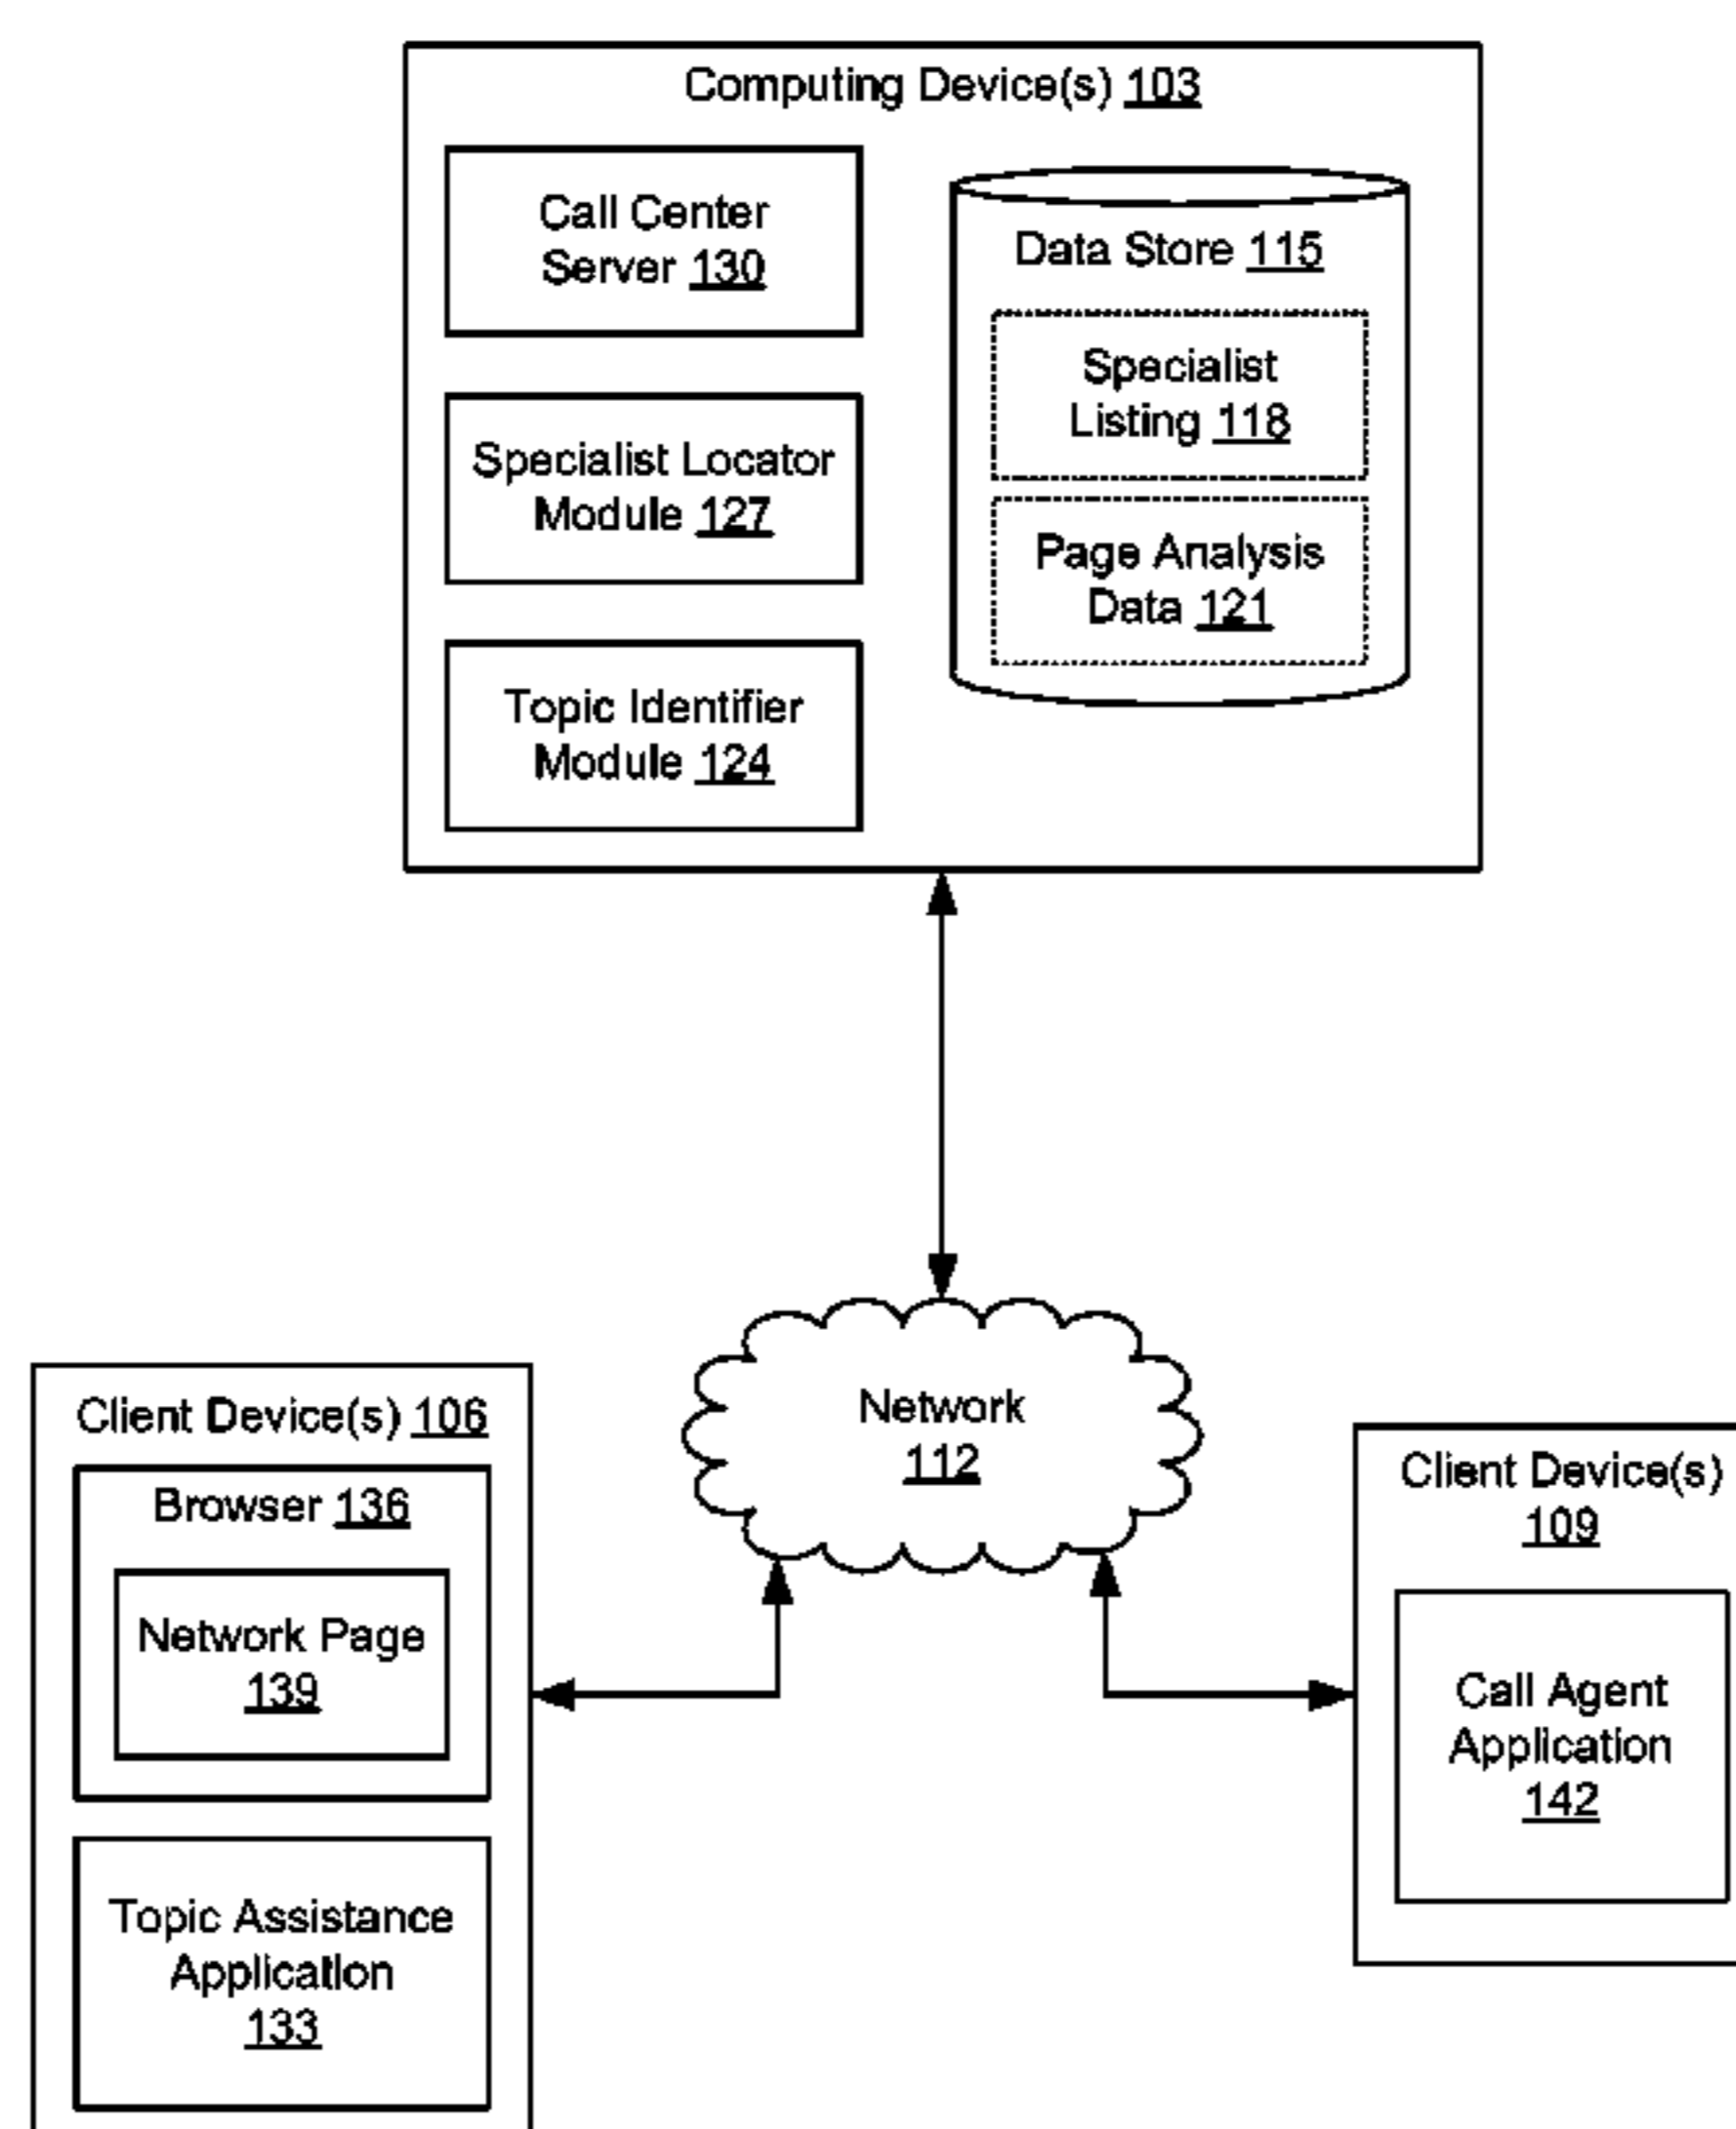 Computing Device(s) 103
Call Center
Server 130
Specialist Locator
Module 127
Topic Identifier
Module 124
Data Store 115
Specialist
Listing 118
Page Analysis
Data 121
Network
112
Client Device(s) 106
Browser 136
Network Page
139
Topic Assistance
Application
133
Client Device(s)
109
Call Agent
Application
142